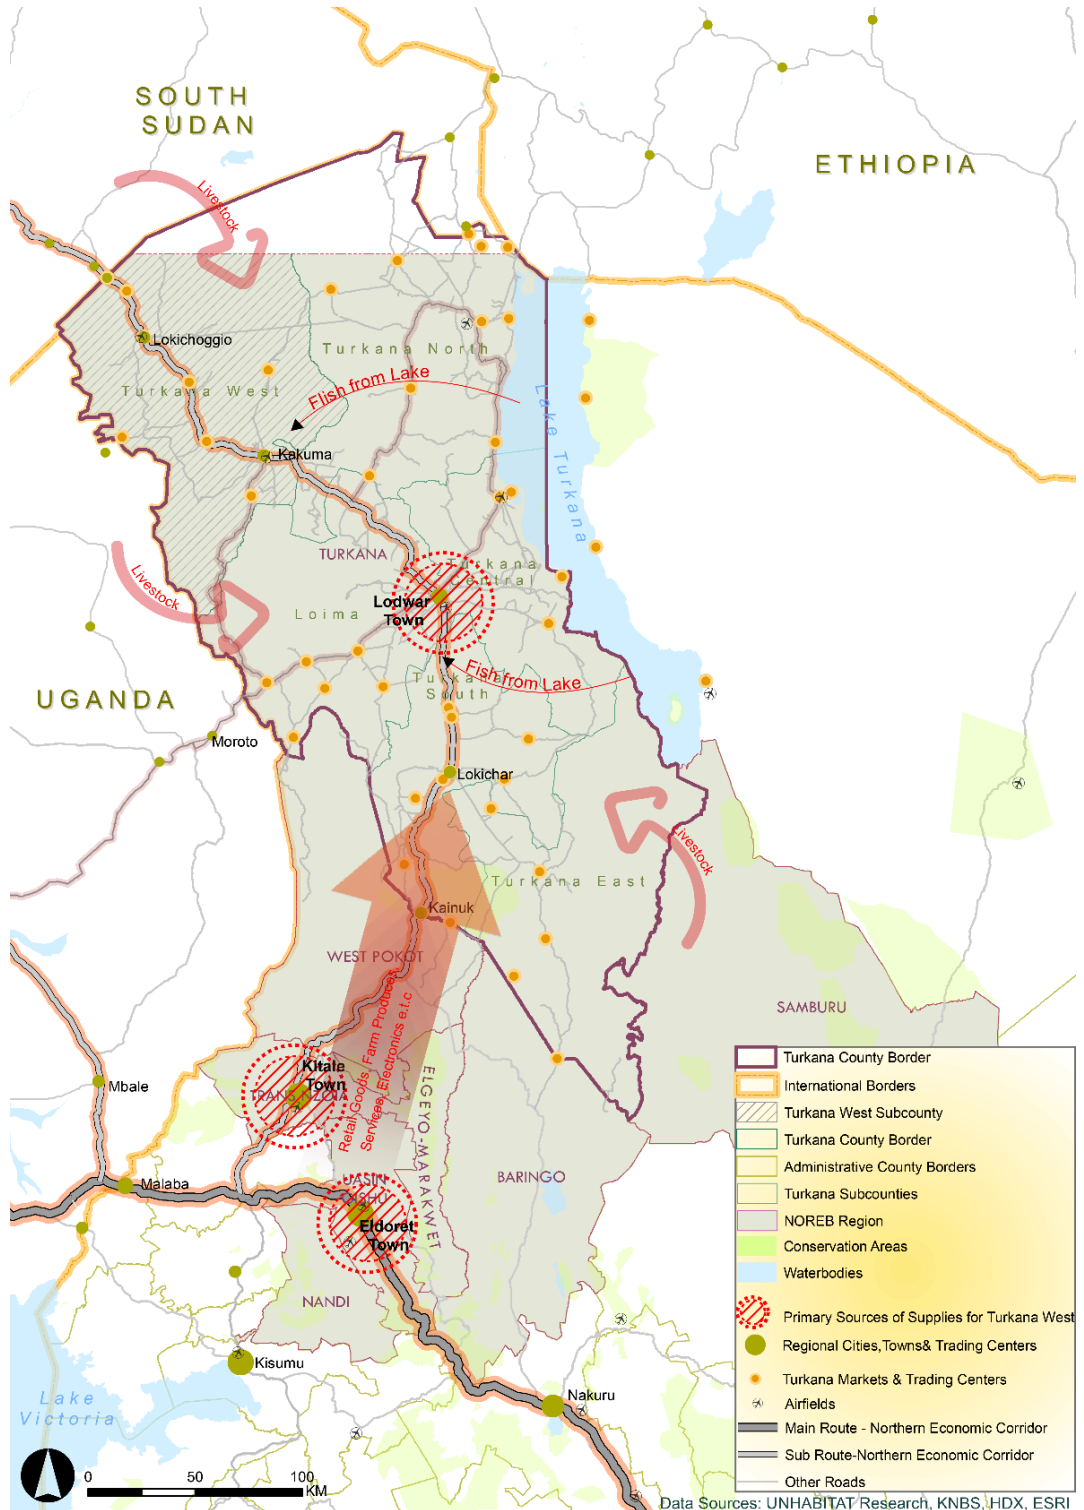 SOUTH
SUDAN
ETHIOPIA
Livestock
Lokichoggio
Turkana North
Turkana West
Flish from Lake
Lake Turkana
Kakuma
TURKANA
Turkana
Central
Livestock
Lodwar
Town
Loima
Fish from Lake
Turkana
South
UGANDA
Moroto
Lokichar
Livestock
Turkana East
Kainuk
WEST POKOT
SAMBURU
Retail Goods, Farm Produces,
Services, Electronics e.t.c
Kitale
Town
TRANS NZOIA
Mbale
ELGEYO-MARAKWET
Malaba
BARINGO
UASIN
GISHU
Eldoret
Town
NANDI
Kisumu
Lake
Victoria
Nakuru
Turkana County Border
International Borders
Turkana West Subcounty
Turkana County Border
Administrative County Borders
Turkana Subcounties
NOREB Region
Conservation Areas
Waterbodies
Primary Sources of Supplies for Turkana West
Regional Cities,Towns& Trading Centers
Turkana Markets & Trading Centers
Airfields
Main Route - Northern Economic Corridor
Sub Route-Northern Economic Corridor
Other Roads
0 50 100
KM
Data Sources: UNHABITAT Research, KNBS, HDX, ESRI